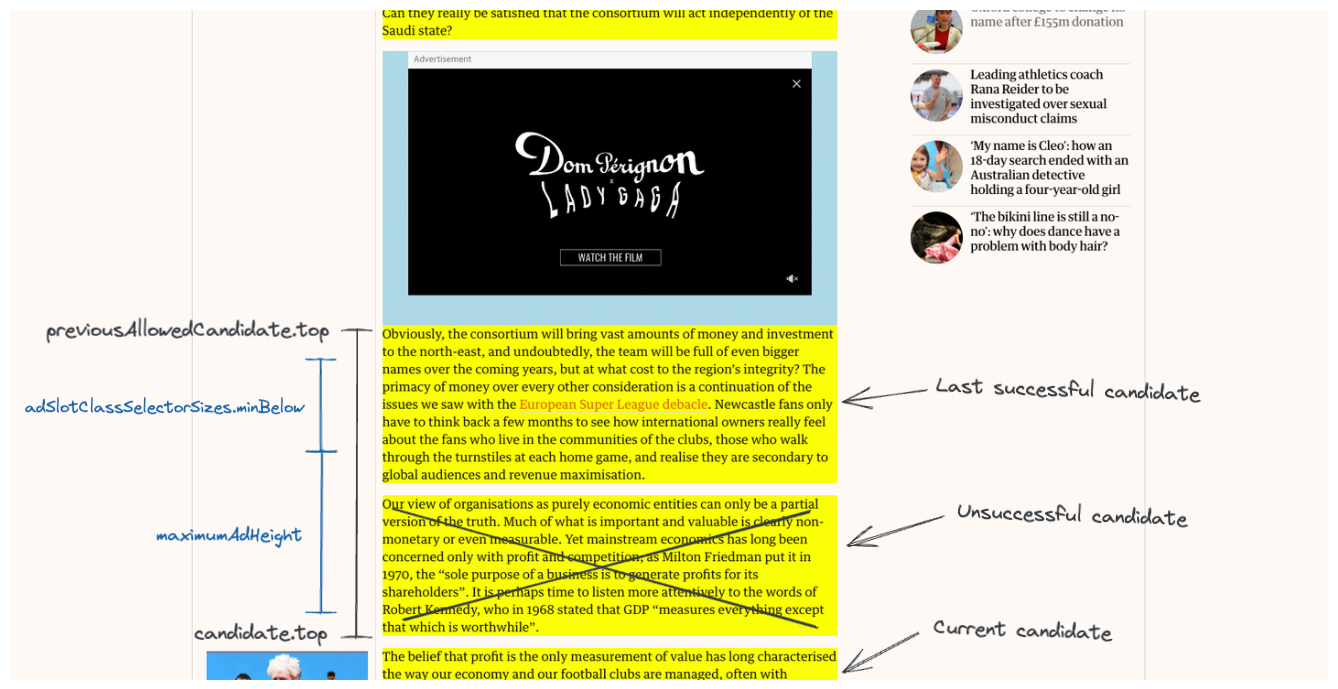 Can they really be satisfied that the consortium will act independently of the
Saudi state?
Advertisement
Dom Pérignon
x
LADY GAGA
WATCH THE FILM
name after £155m donation
Leading athletics coach
Rana Reider to be
investigated over sexual
misconduct claims
‘My name is Cleo’: how an
18-day search ended with an
Australian detective
holding a four-year-old girl
‘The bikini line is still a no-
no’: why does dance have a
problem with body hair?
previousAllowedCandidate.top
adSlotClassSelectorSizes.minBelow
maximumAdHeight
candidate.top
Obviously, the consortium will bring vast amounts of money and investment
to the north-east, and undoubtedly, the team will be full of even bigger
names over the coming years, but at what cost to the region’s integrity? The
primacy of money over every other consideration is a continuation of the
issues we saw with the European Super League debacle. Newcastle fans only
have to think back a few months to see how international owners really feel
about the fans who live in the communities of the clubs, those who walk
through the turnstiles at each home game, and realise they are secondary to
global audiences and revenue maximisation.
Our view of organisations as purely economic entities can only be a partial
version of the truth. Much of what is important and valuable is clearly non-
monetary or even measurable. Yet mainstream economics has long been
concerned only with profit and competition, as Milton Friedman put it in
1970, the “sole purpose of a business is to generate profits for its
shareholders”. It is perhaps time to listen more attentively to the words of
Robert Kennedy, who in 1968 stated that GDP “measures everything except
that which is worthwhile”.
The belief that profit is the only measurement of value has long characterised
the way our economy and our football clubs are managed, often with
Last successful candidate
Unsuccessful candidate
Current candidate